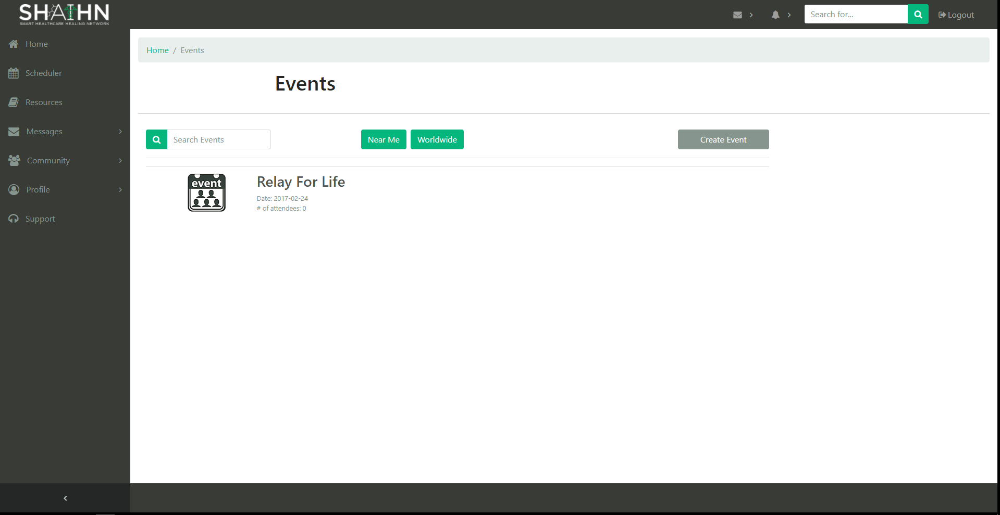 SHAIHN
SMART HEALTHCARE HEALING NETWORK
Search for...
Logout
Home
Scheduler
Resources
Messages
Community
Profile
Support
Home / Events
Events
Search Events
Near Me
Worldwide
Create Event
event
Relay For Life
Date: 2017-02-24
# of attendees: 0